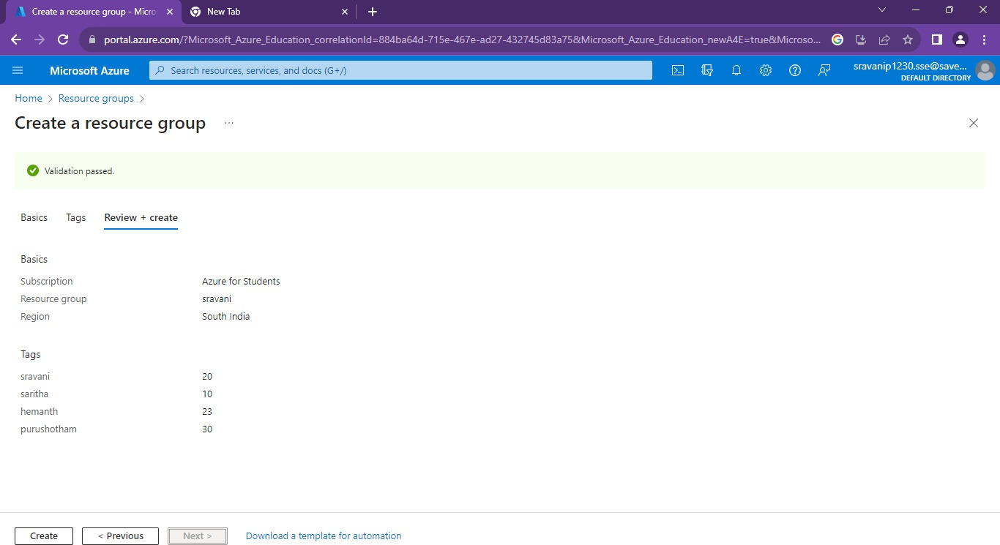 Create a resource group - Micro
New Tab
portal.azure.com/?Microsoft_Azure_Education_correlationId=884ba64d-715e-467e-ad27-432745d83a75&Microsoft_Azure_Education_newA4E=true&Microso...
Microsoft Azure
Search resources, services, and docs (G+/)
sravanip1230.sse@save...
DEFAULT DIRECTORY
Home > Resource groups >
Create a resource group ...
Validation passed.
Basics Tags Review + create
Basics
Subscription Azure for Students
Resource group sravani
Region South India
Tags
sravani 20
saritha 10
hemanth 23
purushotham 30
Create < Previous Next > Download a template for automation